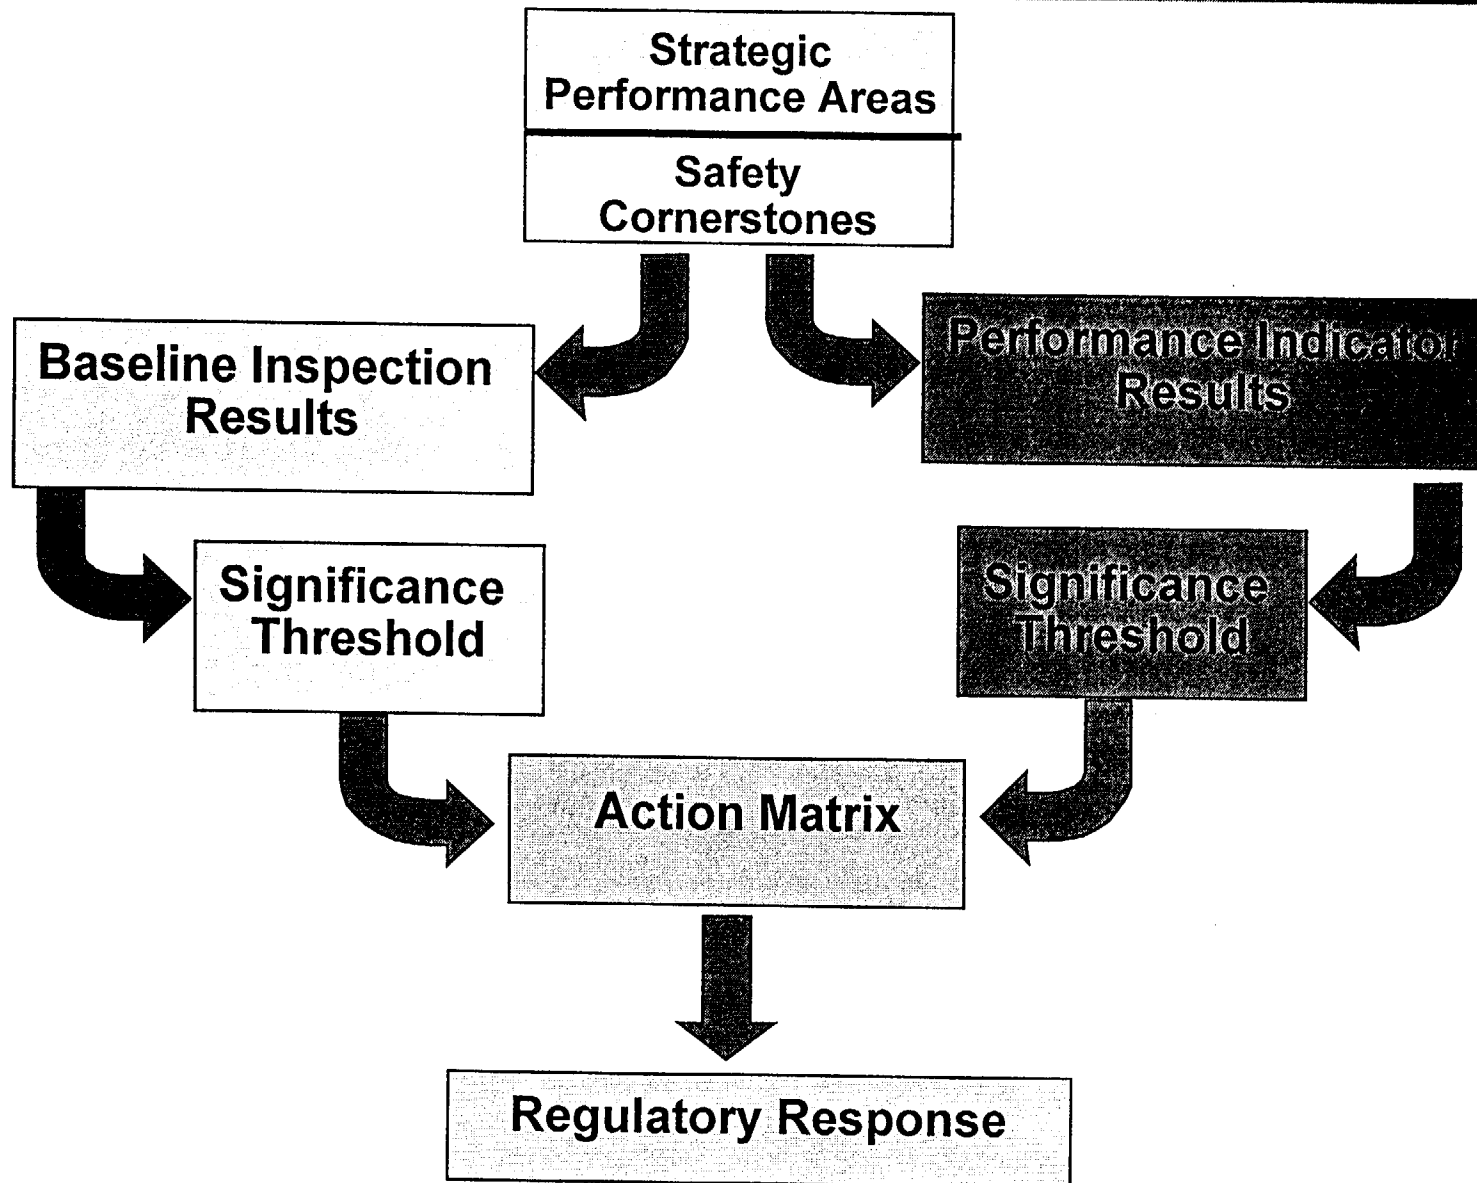 Strategic
Performance Areas
Safety
Cornerstones
Baseline Inspection
Results
Performance Indicator
Results
Significance
Threshold
Significance
Threshold
Action Matrix
Regulatory Response